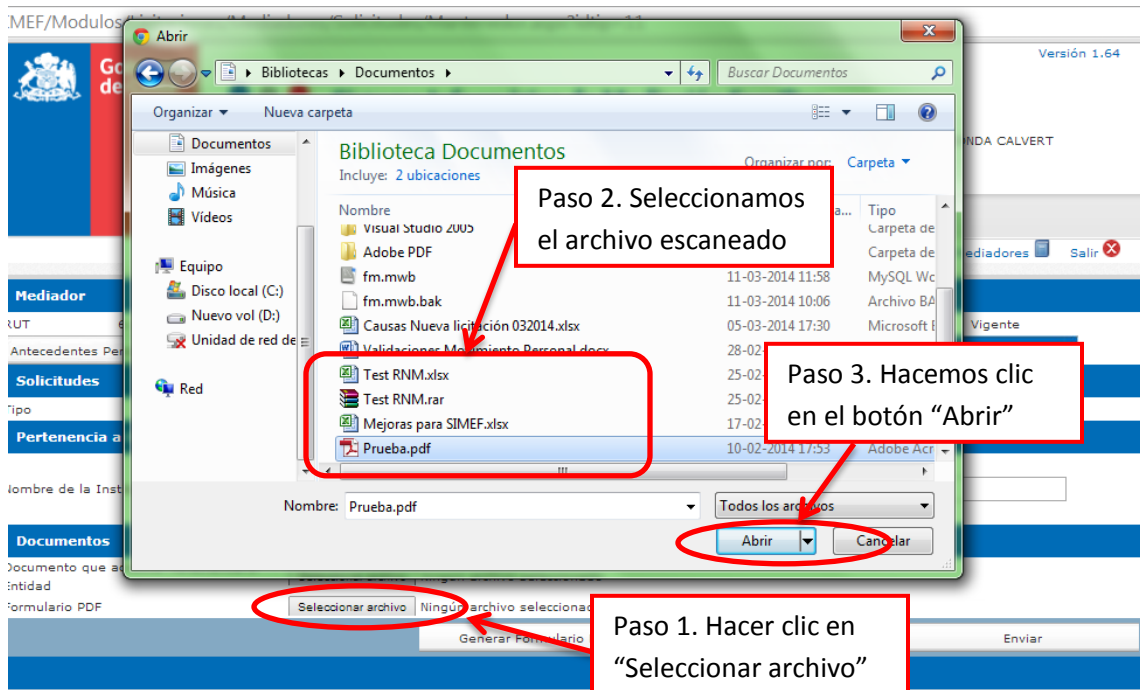 Abrir
Versión 1.64
Bibliotecas Documentos
Buscar Documentos
Organizar Nueva carpeta
NDA CALVERT
Documentos
Imágenes
Música
Vídeos
Equipo
Disco local (C:)
Nuevo vol (D:)
Unidad de red de
Red
Biblioteca Documentos
Incluye: 2 ubicaciones
Organizar por: Carpeta
Nombre Tipo
Visual Studio 2005 Carpeta de
Adobe PDF Carpeta de
fm.mwb 11-03-2014 11:58 MySQL Wc
fm.mwb.bak 11-03-2014 10:06 Archivo BA
Causas Nueva licitación 032014.xlsx 05-03-2014 17:30 Microsoft E
Validaciones Movimiento Personal.docx 28-02
Test RNM.xlsx 25-02
Test RNM.rar 25-02
Mejoras para SIMEF.xlsx 17-02
Prueba.pdf 10-02-2014 17:53 Adobe Acr
Nombre: Prueba.pdf Todos los archivos
Abrir Cancelar
Paso 2. Seleccionamos
el archivo escaneado
Paso 3. Hacemos clic
en el botón “Abrir”
Paso 1. Hacer clic en
“Seleccionar archivo”
ediadores Salir
Mediador
RUT Vigente
Antecedentes Per
Solicitudes
Tipo
Pertenencia a
Nombre de la Inst
Documentos
Documento que ac
Entidad
Seleccionar archivo Ningún archivo seleccionado
Formulario PDF Seleccionar archivo Ningún archivo seleccionad
Generar Formulario Enviar